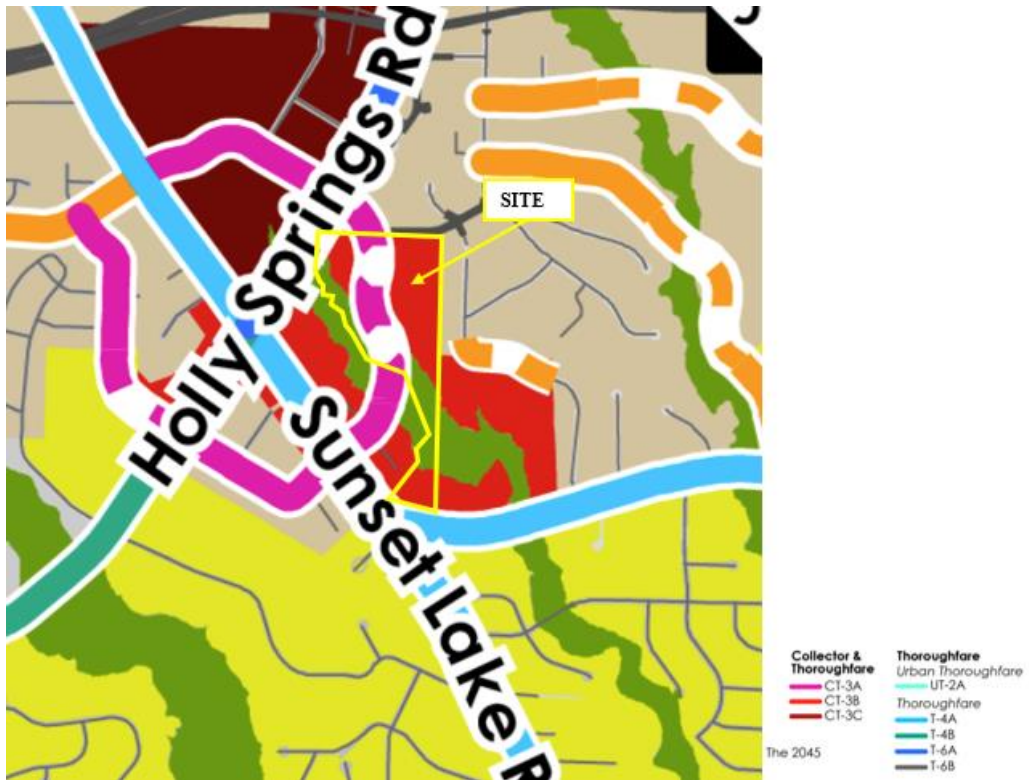 Holly Springs Rd
SITE
Sunset Lake R
Collector &
Thoroughfare
CT-3A
CT-3B
CT-3C
The 2045
Thoroughfare
Urban Thoroughfare
UT-2A
Thoroughfare
T-4A
T-4B
T-6A
T-6B